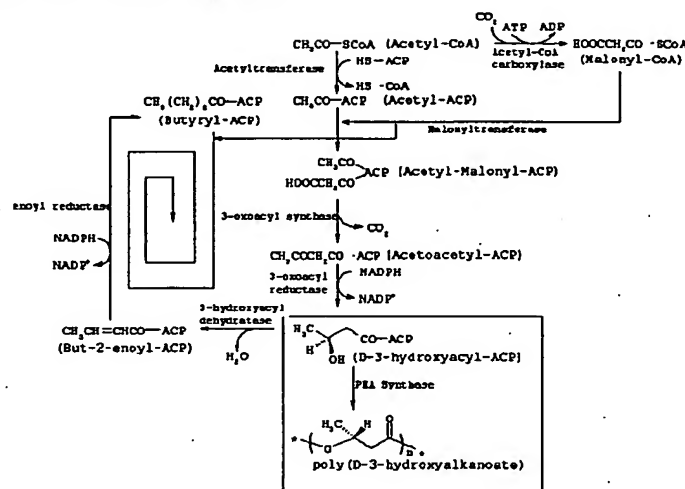 CO₂
ATP ADP
CH₃CO—SCoA (Acetyl-CoA)
HOOCCH₂CO -SCoA
Acetyl-CoA
carboxylase
(Malonyl-CoA)
HS—ACP
Acetyltransferase
HS -CoA
CH₃(CH₂)₂CO—ACP
CH₃CO—ACP (Acetyl-ACP)
(Butyryl-ACP)
Malonyltransferase
CH₃CO
ACP (Acetyl-Malonyl-ACP)
HOOCCH₂CO
enoyl reductase
3-oxoacyl synthase
CO₂
NADPH
CH₃COCH₂CO -ACP (Acetoacetyl-ACP)
NADP⁺
3-oxoacyl
reductase
NADPH
NADP⁺
3-hydroxyacyl
dehydratase
CH₃CH=CHCO—ACP
(But-2-enoyl-ACP)
H₂O
H₃C
CO—ACP
H
OH
(D-3-hydroxyacyl-ACP)
PHA Synthase
H₃C H O
* O n *
poly(D-3-hydroxyalkanoate)